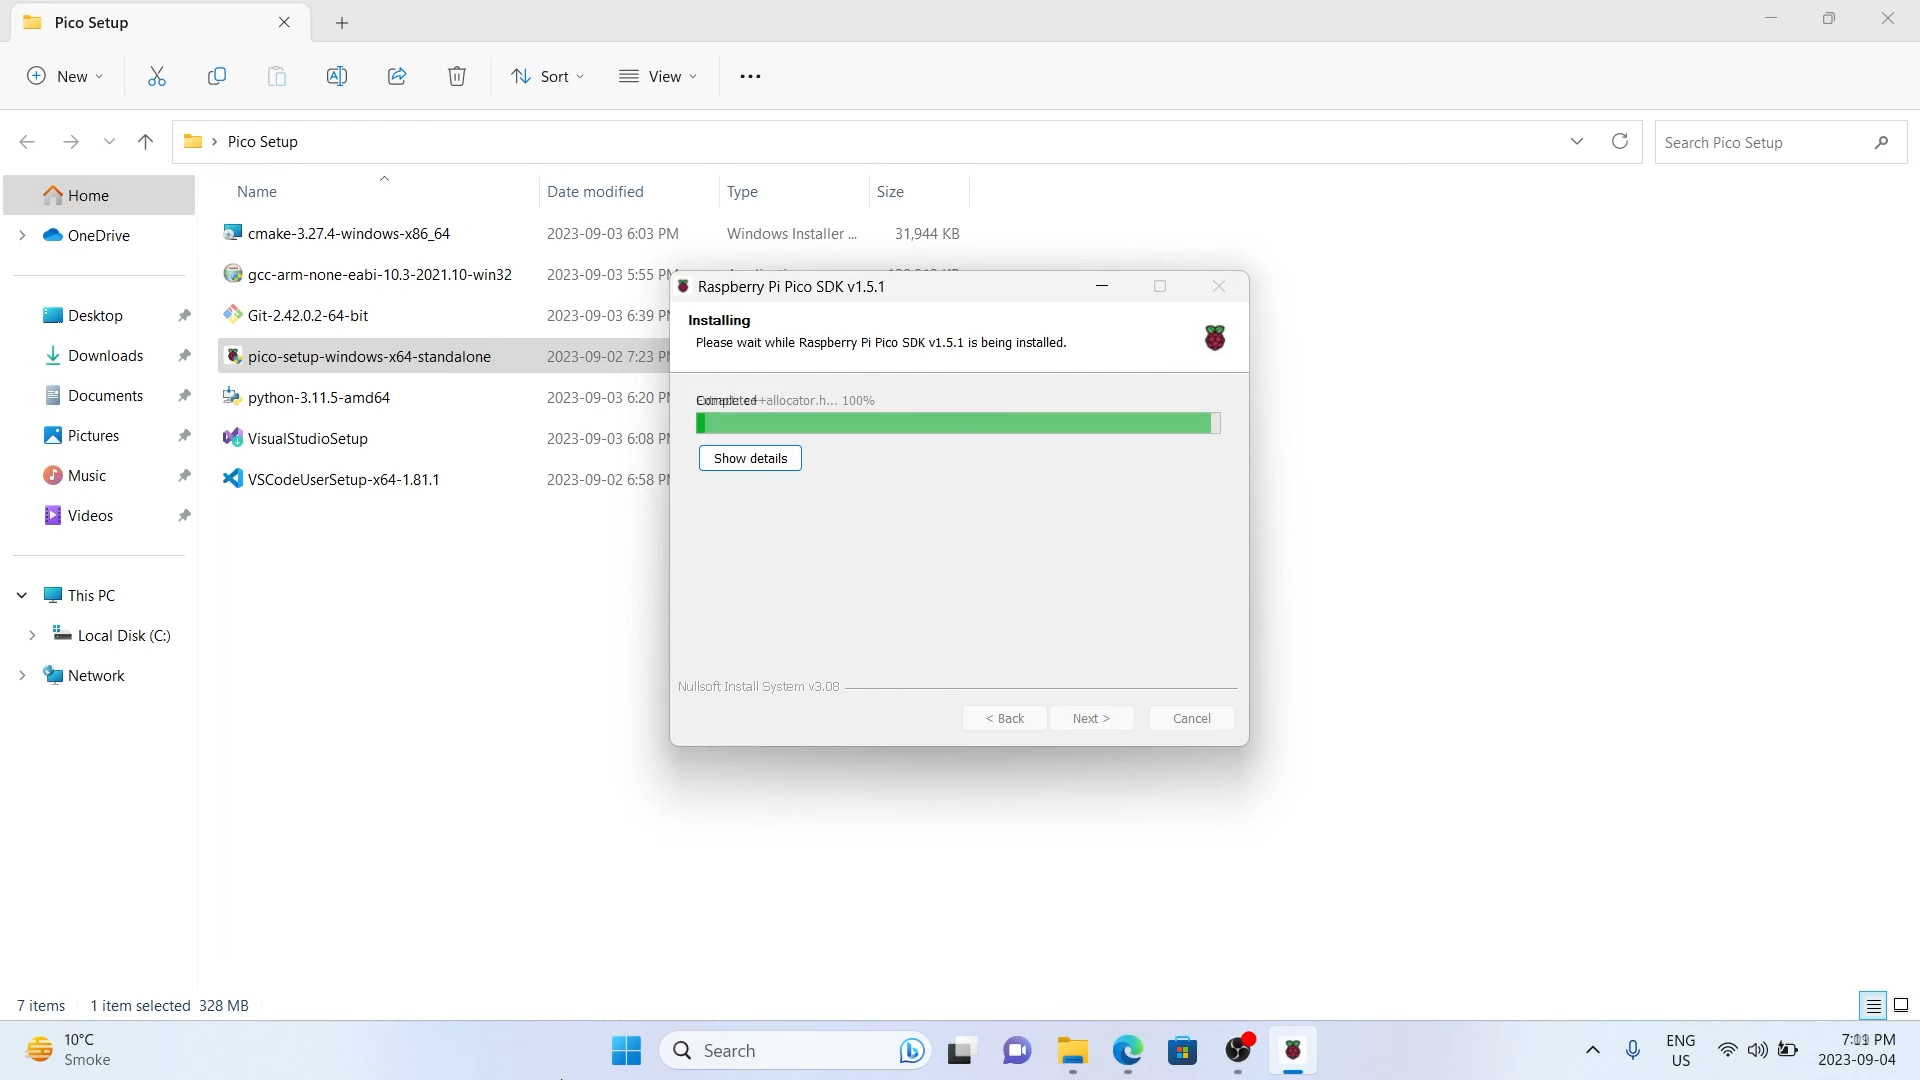 Pico Setup
New
Sort
View
Pico Setup
Search Pico Setup
Home
OneDrive
Desktop
Downloads
Documents
Pictures
Music
Videos
This PC
Local Disk (C:)
Network
Name Date modified Type Size
cmake-3.27.4-windows-x86_64 2023-09-03 6:03 PM Windows Installer ... 31,944 KB
gcc-arm-none-eabi-10.3-2021.10-win32 2023-09-03 5:55 PM
Git-2.42.0.2-64-bit 2023-09-03 6:39 PM
pico-setup-windows-x64-standalone 2023-09-02 7:23 PM
python-3.11.5-amd64 2023-09-03 6:20 PM
VisualStudioSetup 2023-09-03 6:08 PM
VSCodeUserSetup-x64-1.81.1 2023-09-02 6:58 PM
Raspberry Pi Pico SDK v1.5.1
Installing
Please wait while Raspberry Pi Pico SDK v1.5.1 is being installed.
allocator.h... 100%
Show details
Nullsoft Install System v3.08
< Back
Next >
Cancel
7 items 1 item selected 328 MB
10°C
Smoke
Search
ENG
US
PM
2023-09-04